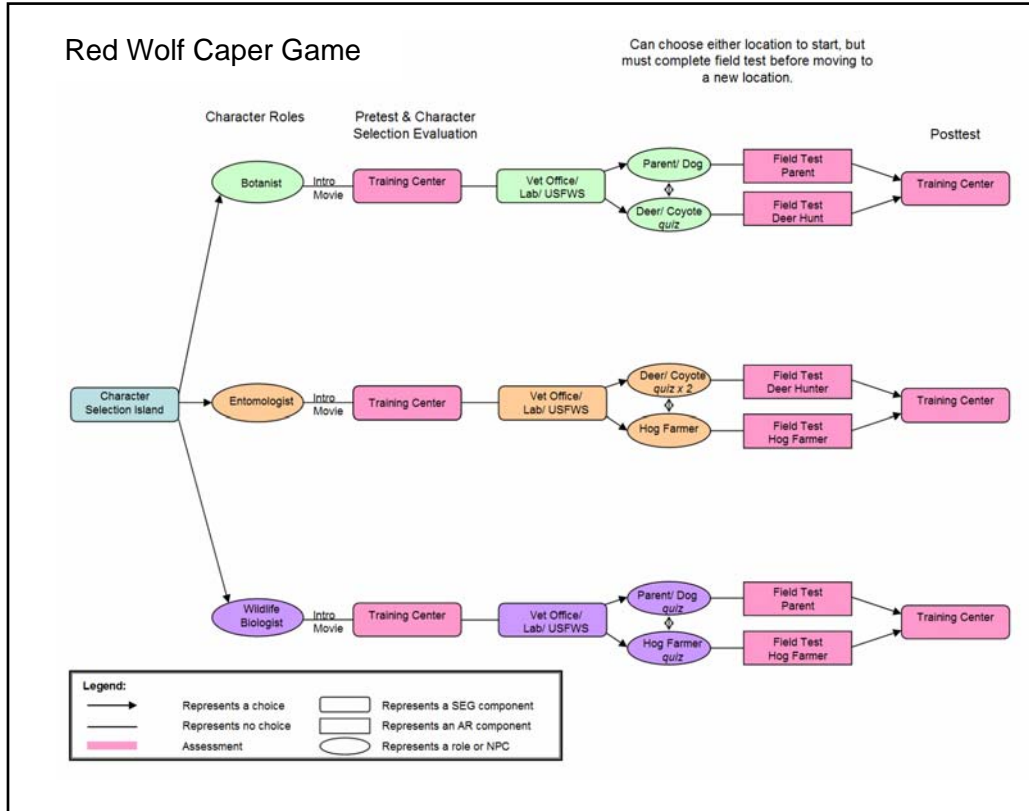 Red Wolf Caper Game
Can choose either location to start, but
must complete field test before moving to
a new location.
Character Roles
Pretest & Character
Selection Evaluation
Posttest
Botanist
Intro
Movie
Training Center
Vet Office/
Lab/ USFWS
Parent/ Dog
Deer/ Coyote
quiz
Field Test
Parent
Field Test
Deer Hunt
Training Center
Character
Selection Island
Entomologist
Intro
Movie
Training Center
Vet Office/
Lab/ USFWS
Deer/ Coyote
quiz x 2
Hog Farmer
Field Test
Deer Hunter
Field Test
Hog Farmer
Training Center
Wildlife
Biologist
Intro
Movie
Training Center
Vet Office/
Lab/ USFWS
Parent/ Dog
quiz
Hog Farmer
quiz
Field Test
Parent
Field Test
Hog Farmer
Training Center
Legend:
Represents a choice
Represents a SEG component
Represents no choice
Represents an AR component
Assessment
Represents a role or NPC